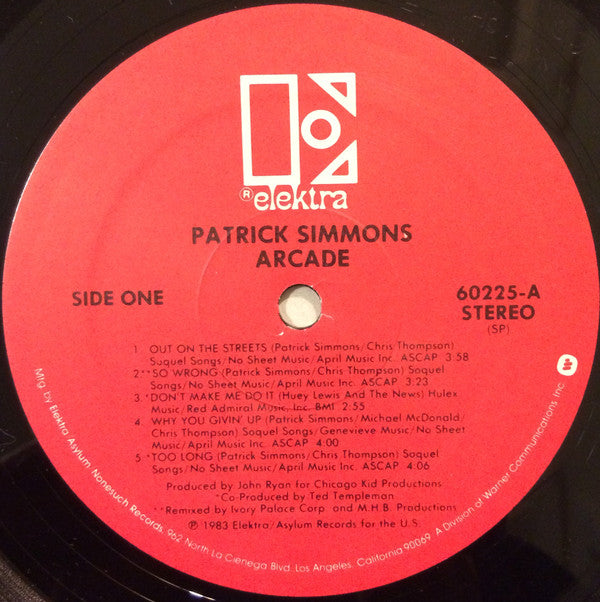 ® elektra
PATRICK SIMMONS
ARCADE
SIDE ONE
60225-A
STEREO
(SP)
1. OUT ON THE STREETS (Patrick Simmons/Chris Thompson)
Soquel Songs/No Sheet Music/April Music Inc. ASCAP 3:58
2. **SO WRONG (Patrick Simmons/Chris Thompson) Soquel
Songs/No Sheet Music/April Music Inc. ASCAP 3:23
3. *DON'T MAKE ME DO IT (Huey Lewis And The News) Hulex
Music/Red Admiral Music, Inc. BMI 2:55
4. WHY YOU GIVIN' UP (Patrick Simmons/Michael McDonald/
Chris Thompson) Soquel Songs/Genevieve Music/No Sheet
Music/April Music Inc. ASCAP 4:00
5. *TOO LONG (Patrick Simmons/Chris Thompson) Soquel
Songs/No Sheet Music/April Music Inc. ASCAP 4:06
Produced by John Ryan for Chicago Kid Productions
*Co-Produced by Ted Templeman
**Remixed by Ivory Palace Corp. and M.H.B. Productions
℗ 1983 Elektra/Asylum Records for the U.S.
Mfg. by Elektra/Asylum/Nonesuch Records, 962 North La Cienega Blvd. Los Angeles, California 90069 A Division of Warner Communications Inc.